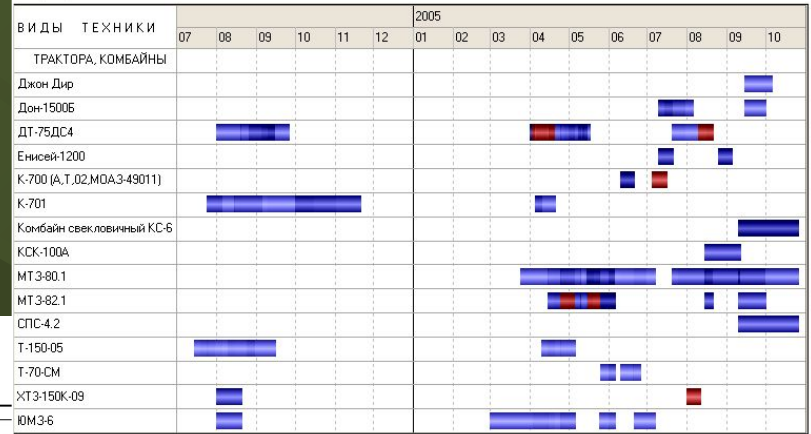 2005
ВИДЫ ТЕХНИКИ
07 08 09 10 11 12 01 02 03 04 05 06 07 08 09 10
ТРАКТОРА, КОМБАЙНЫ
Джон Дир
Дон-1500Б
ДТ-75ДС4
Енисей-1200
К-700 (А,Т,02,МОАЗ-49011)
К-701
Комбайн свекловичный КС-6
КСК-100А
МТЗ-80.1
МТЗ-82.1
СПС-4.2
Т-150-05
Т-70-СМ
ХТЗ-150К-09
ЮМЗ-6